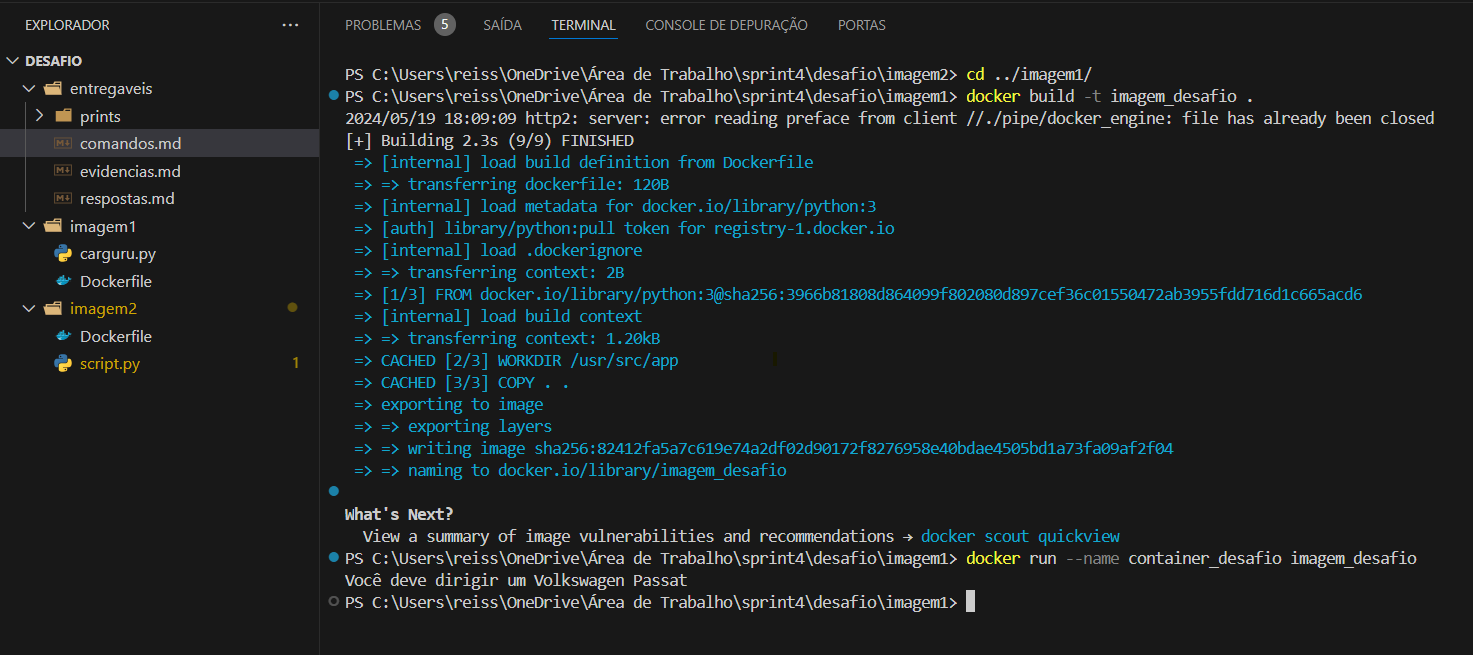 EXPLORADOR ···
DESAFIO
entregaveis
prints
comandos.md
evidencias.md
respostas.md
imagem1
carguru.py
Dockerfile
imagem2
Dockerfile
script.py 1
PROBLEMAS 5 SAÍDA TERMINAL CONSOLE DE DEPURAÇÃO PORTAS
PS C:\Users\reiss\OneDrive\Área de Trabalho\sprint4\desafio\imagem2> cd ../imagem1/
PS C:\Users\reiss\OneDrive\Área de Trabalho\sprint4\desafio\imagem1> docker build -t imagem_desafio .
2024/05/19 18:09:09 http2: server: error reading preface from client //./pipe/docker_engine: file has already been closed
[+] Building 2.3s (9/9) FINISHED
=> [internal] load build definition from Dockerfile
=> => transferring dockerfile: 120B
=> [internal] load metadata for docker.io/library/python:3
=> [auth] library/python:pull token for registry-1.docker.io
=> [internal] load .dockerignore
=> => transferring context: 2B
=> [1/3] FROM docker.io/library/python:3@sha256:3966b81808d864099f802080d897cef36c01550472ab3955fdd716d1c665acd6
=> [internal] load build context
=> => transferring context: 1.20kB
=> CACHED [2/3] WORKDIR /usr/src/app
=> CACHED [3/3] COPY . .
=> exporting to image
=> => exporting layers
=> => writing image sha256:82412fa5a7c619e74a2df02d90172f8276958e40bdae4505bd1a73fa09af2f04
=> => naming to docker.io/library/imagem_desafio
What's Next?
View a summary of image vulnerabilities and recommendations → docker scout quickview
PS C:\Users\reiss\OneDrive\Área de Trabalho\sprint4\desafio\imagem1> docker run --name container_desafio imagem_desafio
Você deve dirigir um Volkswagen Passat
PS C:\Users\reiss\OneDrive\Área de Trabalho\sprint4\desafio\imagem1>